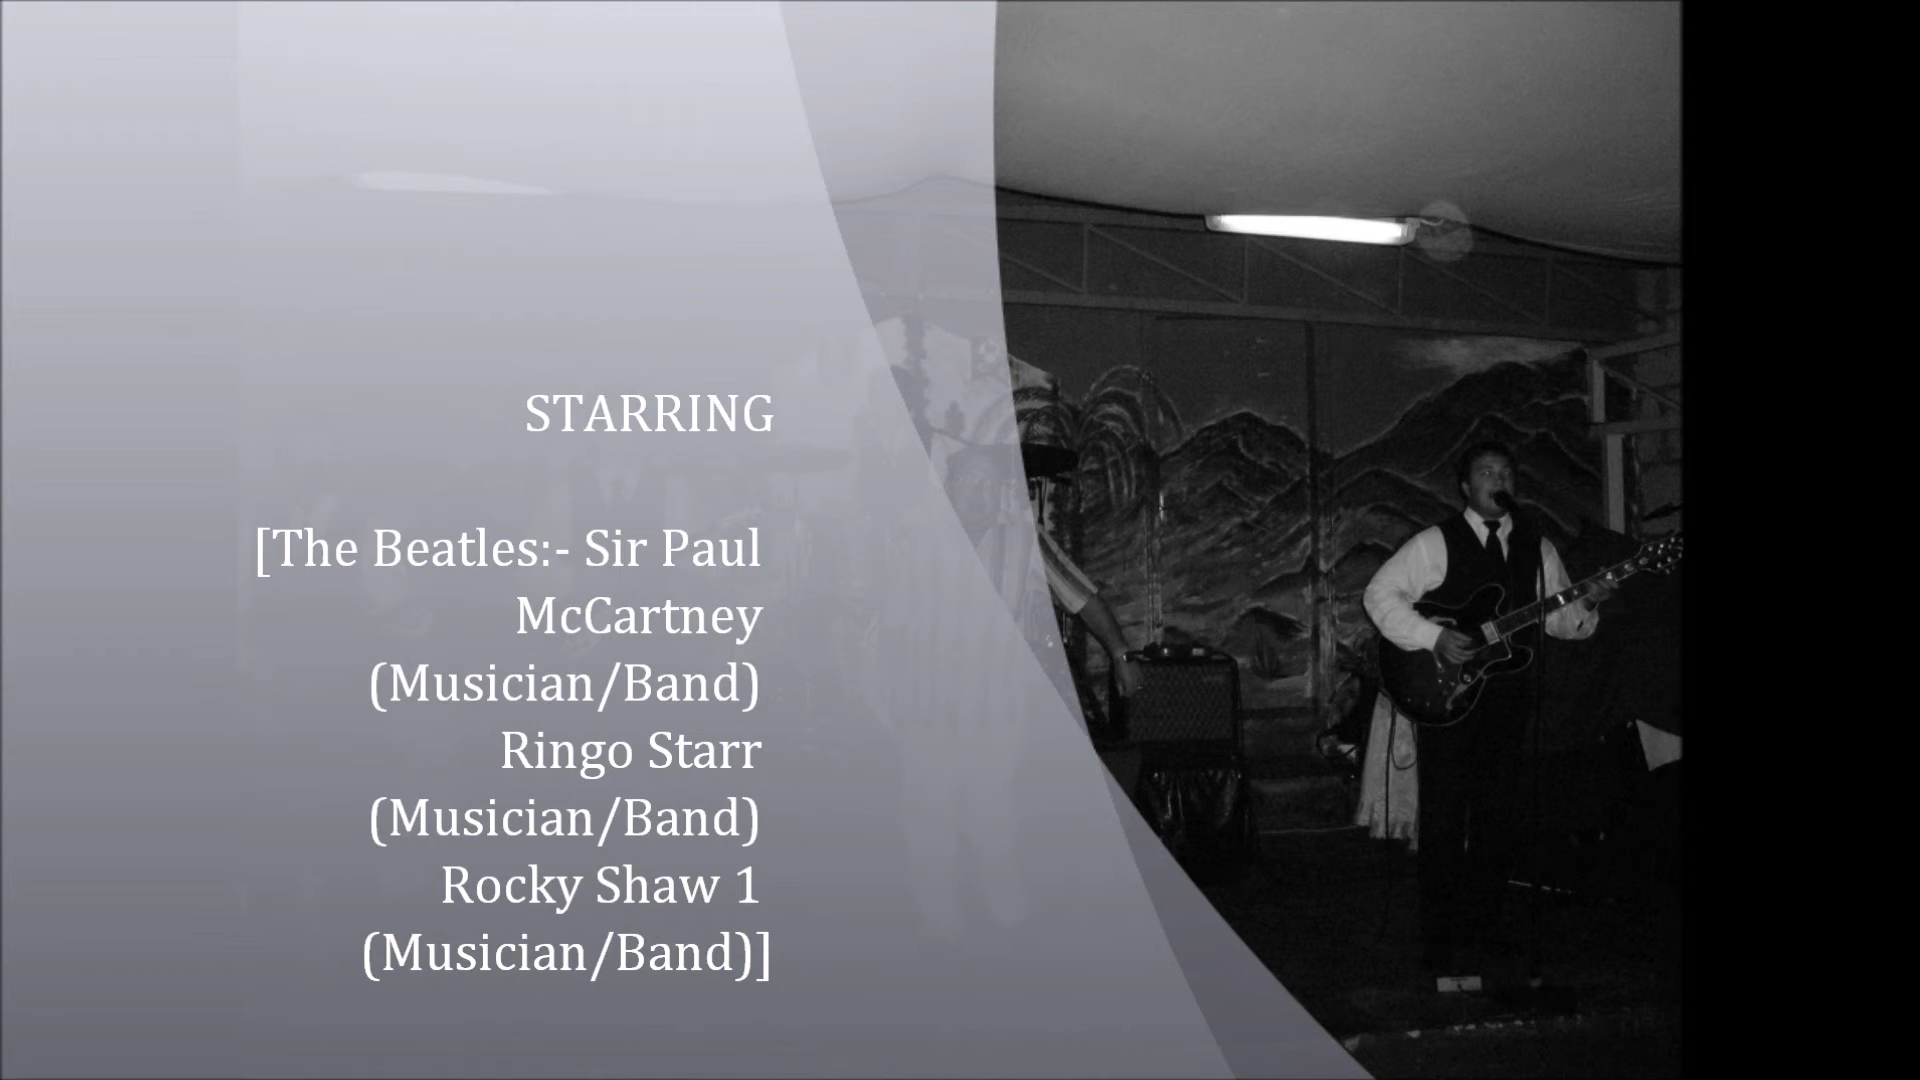 STARRING
[The Beatles:- Sir Paul
McCartney
(Musician/Band)
Ringo Starr
(Musician/Band)
Rocky Shaw 1
(Musician/Band)]